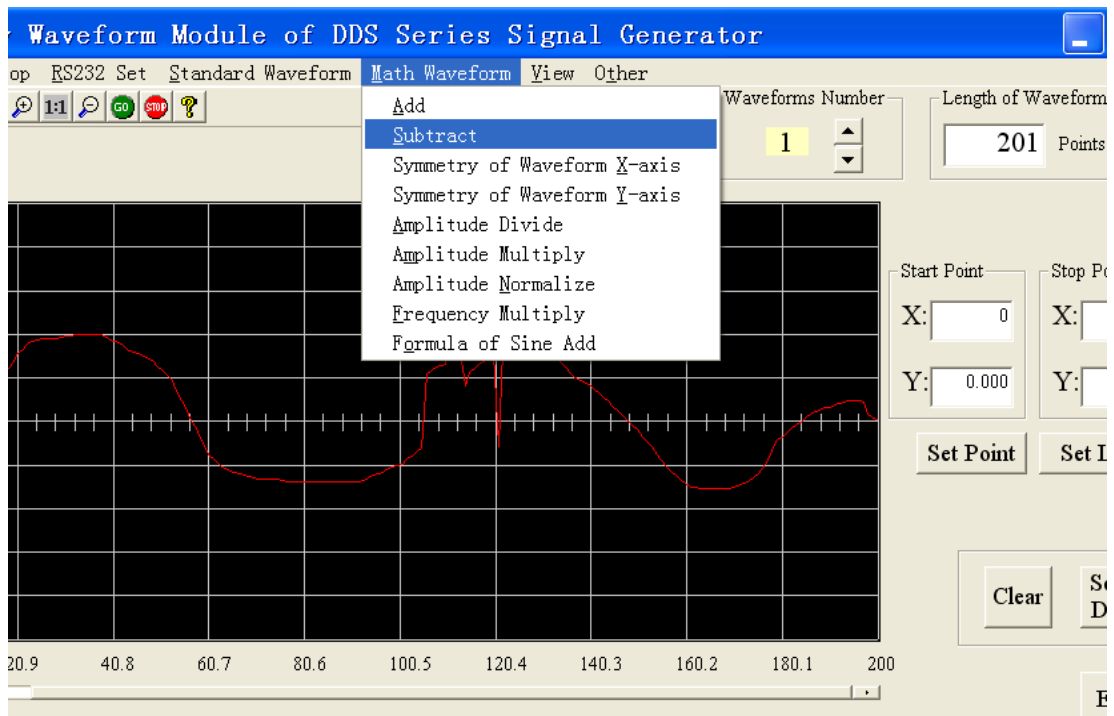 Waveform Module of DDS Series Signal Generator
op RS232 Set Standard Waveform Math Waveform View Other
1:1 GO STOP ?
Add
Subtract
Symmetry of Waveform X-axis
Symmetry of Waveform Y-axis
Amplitude Divide
Amplitude Multiply
Amplitude Normalize
Frequency Multiply
Formula of Sine Add
Waveforms Number
1
Length of Waveform
201 Points
Start Point
X: 0
Y: 0.000
Stop Po
X:
Y:
Set Point
Set L
Clear
20.9 40.8 60.7 80.6 100.5 120.4 140.3 160.2 180.1 200